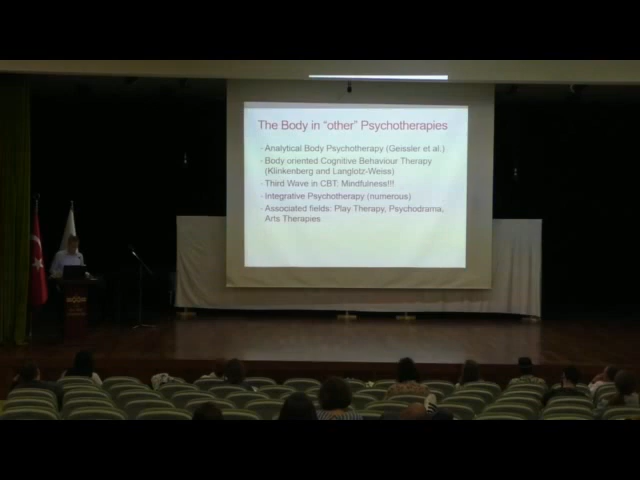 The Body in “other” Psychotherapies
- Analytical Body Psychotherapy (Geissler et al.)
- Body oriented Cognitive Behaviour Therapy
(Klinkenberg and Langlotz-Weiss)
- Third Wave in CBT: Mindfulness!!!
- Integrative Psychotherapy (numerous)
- Associated fields: Play Therapy, Psychodrama,
Arts Therapies